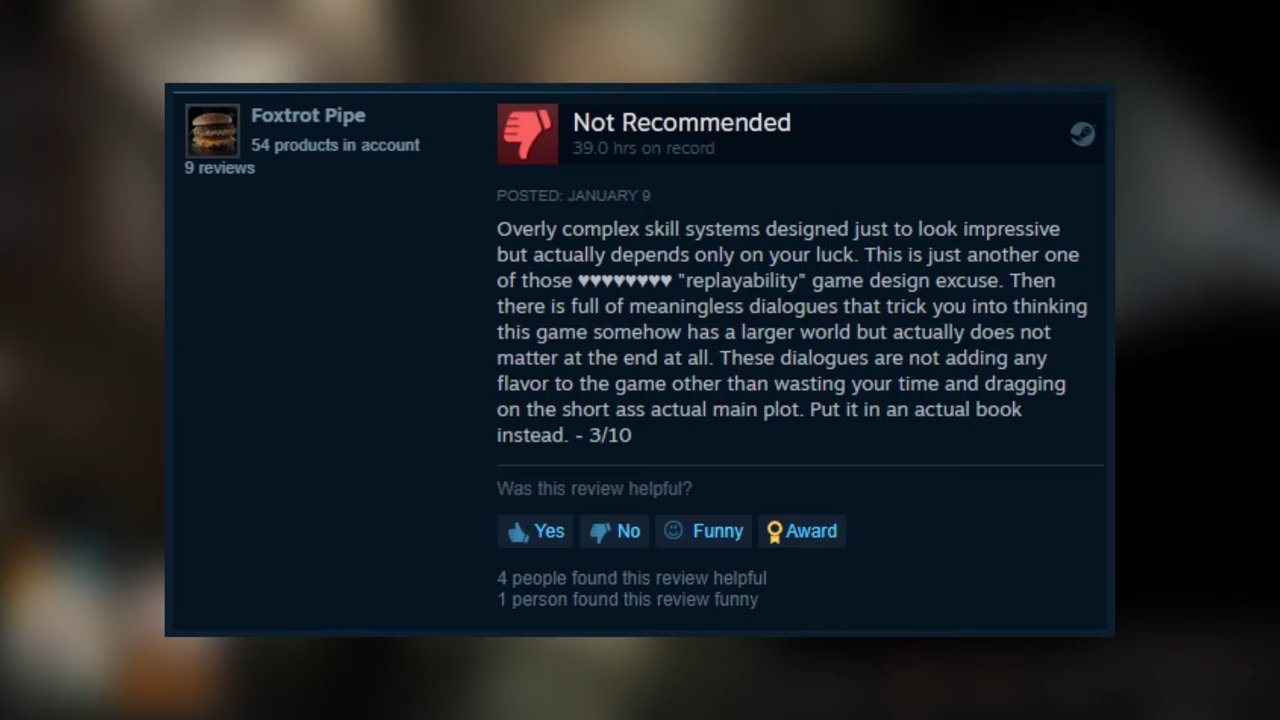 Foxtrot Pipe
54 products in account
9 reviews
Not Recommended
39.0 hrs on record
POSTED: JANUARY 9
Overly complex skill systems designed just to look impressive
but actually depends only on your luck. This is just another one
of those ♥♥♥♥♥♥♥♥ "replayability" game design excuse. Then
there is full of meaningless dialogues that trick you into thinking
this game somehow has a larger world but actually does not
matter at the end at all. These dialogues are not adding any
flavor to the game other than wasting your time and dragging
on the short ass actual main plot. Put it in an actual book
instead. - 3/10
Was this review helpful?
Yes No Funny Award
4 people found this review helpful
1 person found this review funny